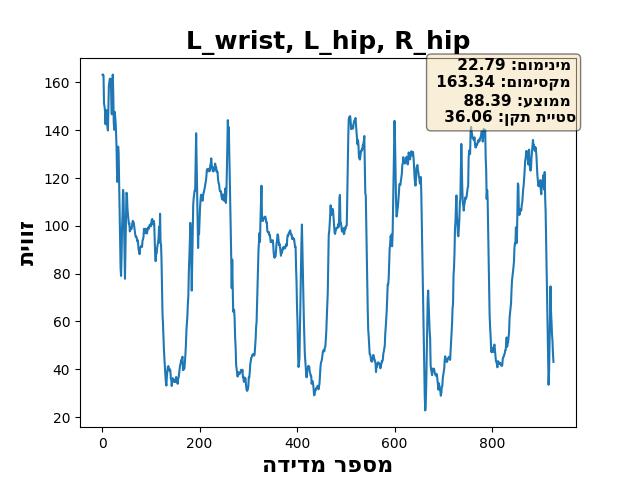 L_wrist, L_hip, R_hip
מינימום: 22.79
מקסימום: 163.34
ממוצע: 88.39
סטיית תקן: 36.06
160
140
120
100
80
60
40
20
זווית
0 200 400 600 800
מספר מדידה